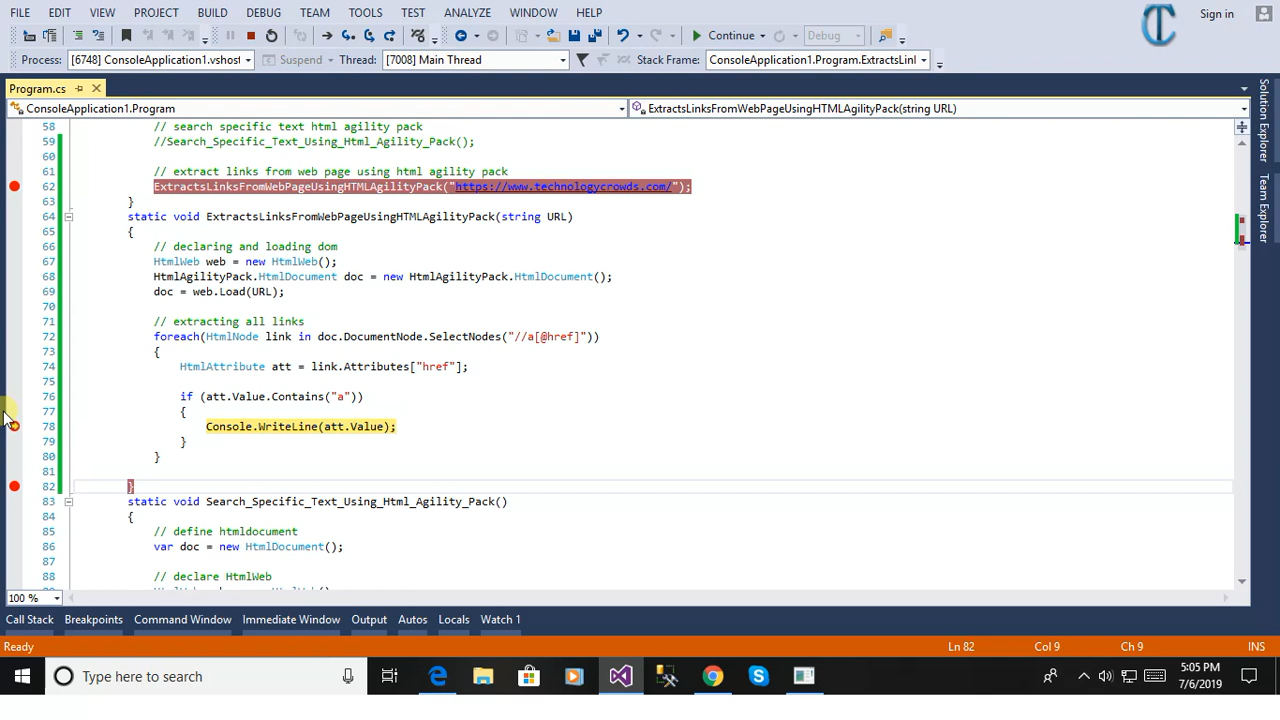 FILE EDIT VIEW PROJECT BUILD DEBUG TEAM TOOLS TEST ANALYZE WINDOW HELP Sign in
Continue Debug
Process: [6748] ConsoleApplication1.vshost Suspend Thread: [7008] Main Thread Stack Frame: ConsoleApplication1.Program.ExtractsLinl
Program.cs
ConsoleApplication1.Program ExtractsLinksFromWebPageUsingHTMLAgilityPack(string URL)
58 // search specific text html agility pack
59 //Search_Specific_Text_Using_Html_Agility_Pack();
60
61 // extract links from web page using html agility pack
62 ExtractsLinksFromWebPageUsingHTMLAgilityPack("https://www.technologycrowds.com/");
63 }
64 static void ExtractsLinksFromWebPageUsingHTMLAgilityPack(string URL)
65 {
66 // declaring and loading dom
67 HtmlWeb web = new HtmlWeb();
68 HtmlAgilityPack.HtmlDocument doc = new HtmlAgilityPack.HtmlDocument();
69 doc = web.Load(URL);
70
71 // extracting all links
72 foreach(HtmlNode link in doc.DocumentNode.SelectNodes("//a[@href]"))
73 {
74 HtmlAttribute att = link.Attributes["href"];
75
76 if (att.Value.Contains("a"))
77 {
78 Console.WriteLine(att.Value);
79 }
80 }
81
82 }
83 static void Search_Specific_Text_Using_Html_Agility_Pack()
84 {
85 // define htmldocument
86 var doc = new HtmlDocument();
87
88 // declare HtmlWeb
100 %
Call Stack Breakpoints Command Window Immediate Window Output Autos Locals Watch 1
Ready Ln 82 Col 9 Ch 9 INS
Type here to search
5:05 PM
7/6/2019
Solution Explorer
Team Explorer